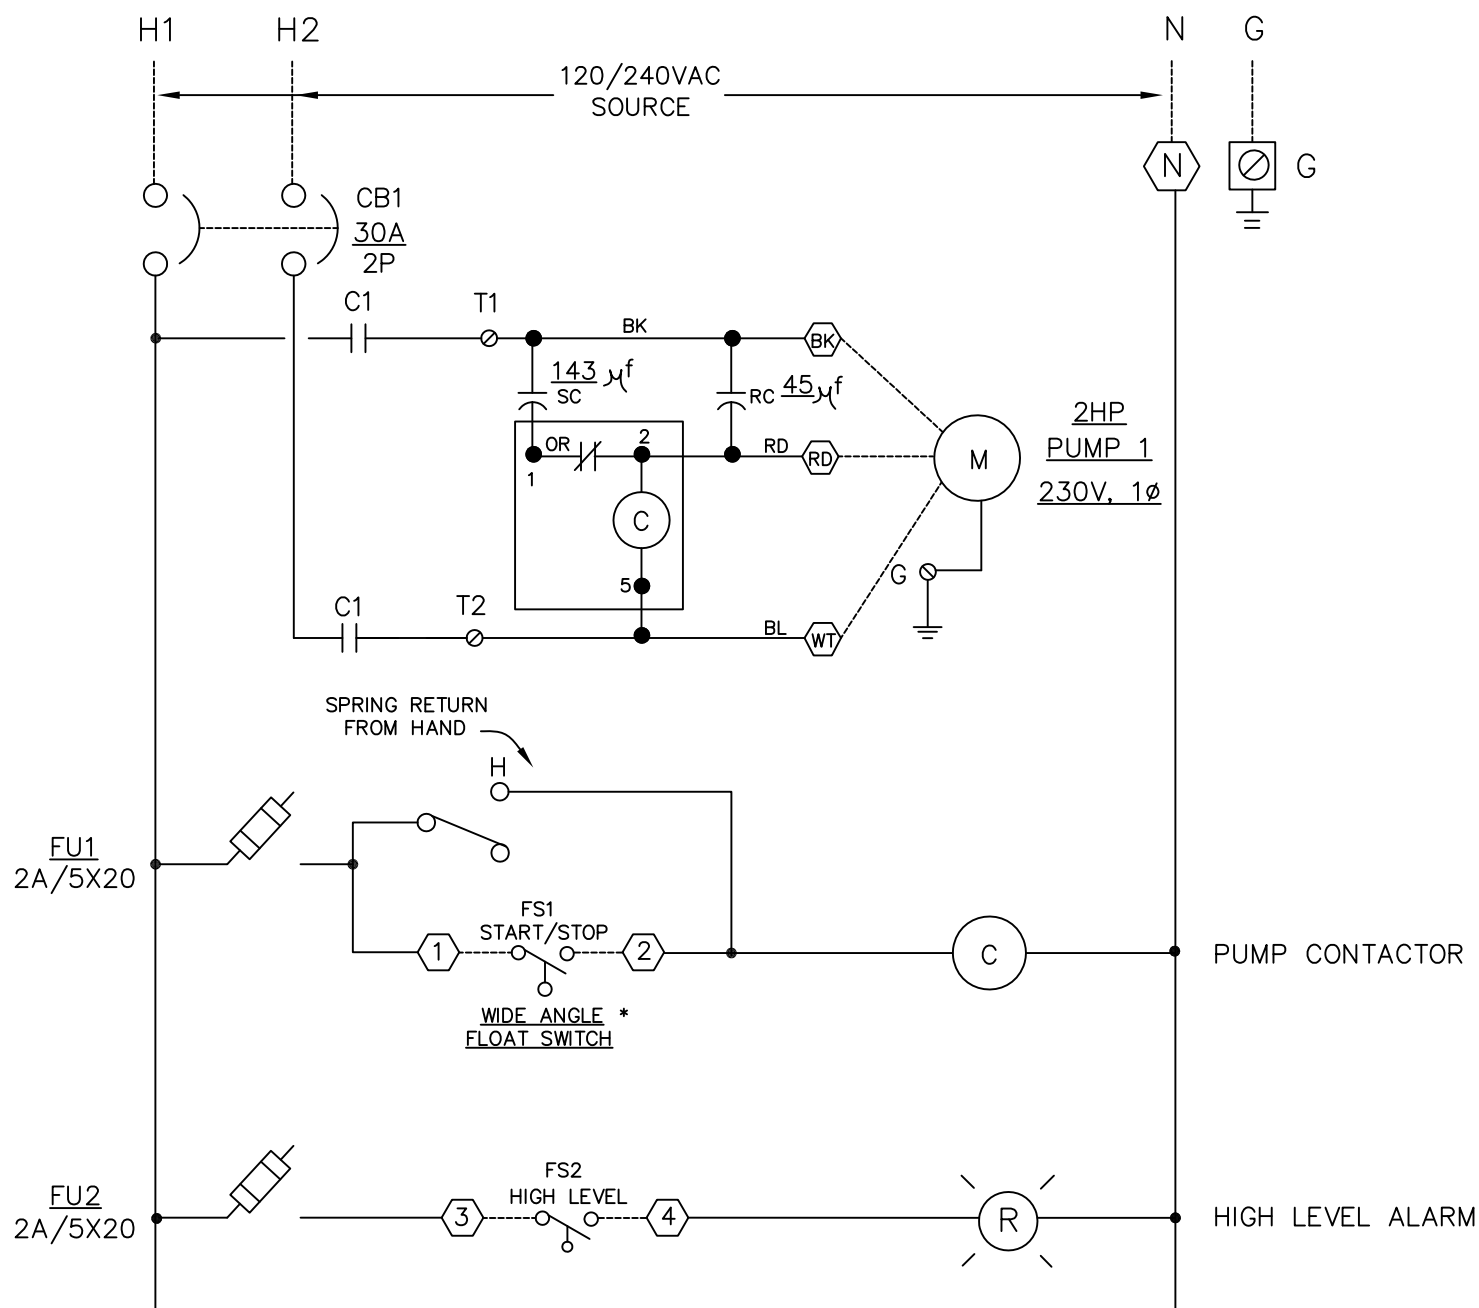 H1
H2
N
G
120/240VAC
SOURCE
N
G
CB1
30A
2P
C1
T1
BK
BK
143 µf
SC
RC 45µf
OR
1
2
RD
RD
C
5
M
2HP
PUMP 1
230V, 1ø
G
C1
T2
BL
WT
SPRING RETURN
FROM HAND
H
FU1
2A/5X20
FS1
START/STOP
1
2
WIDE ANGLE *
FLOAT SWITCH
C
PUMP CONTACTOR
FU2
2A/5X20
FS2
HIGH LEVEL
3
4
R
HIGH LEVEL ALARM